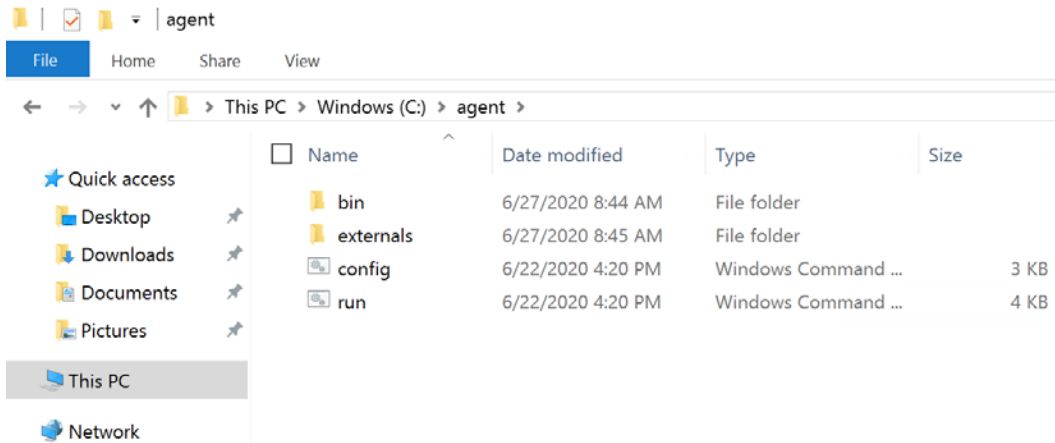 agent
File Home Share View
This PC > Windows (C:) > agent >
Name Date modified Type Size
Quick access
Desktop
Downloads
Documents
Pictures
This PC
Network
bin 6/27/2020 8:44 AM File folder
externals 6/27/2020 8:45 AM File folder
config 6/22/2020 4:20 PM Windows Command ... 3 KB
run 6/22/2020 4:20 PM Windows Command ... 4 KB